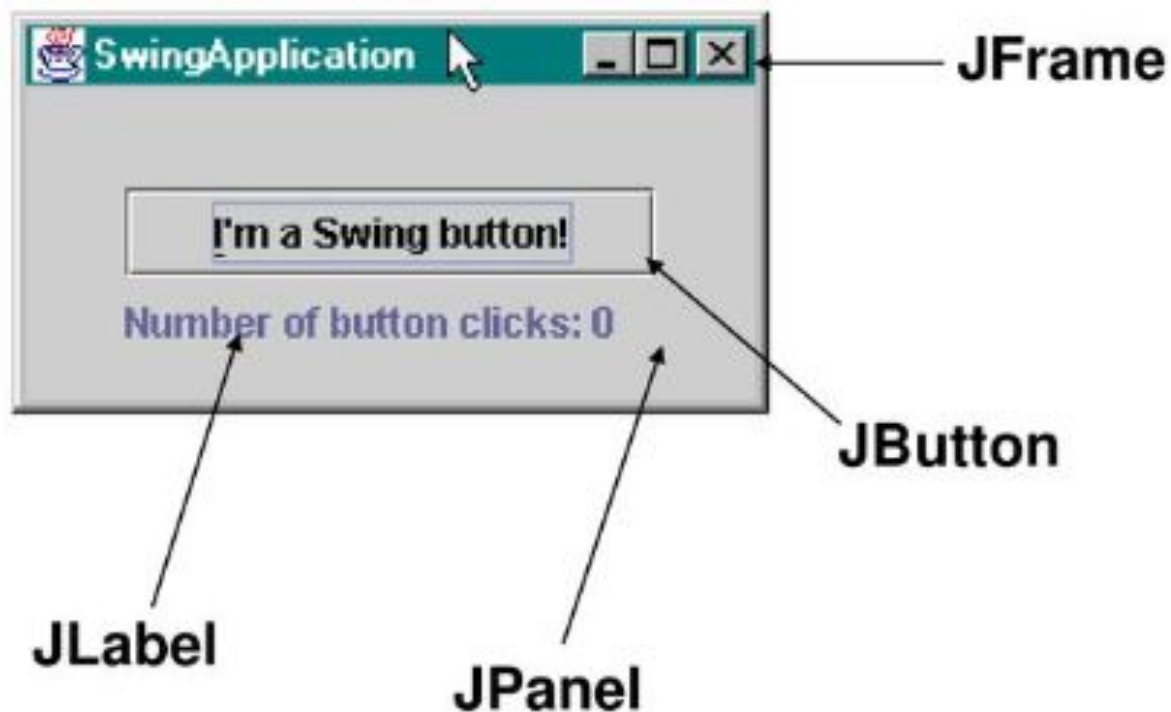 SwingApplication
JFrame
I'm a Swing button!
Number of button clicks: 0
JButton
JLabel
JPanel